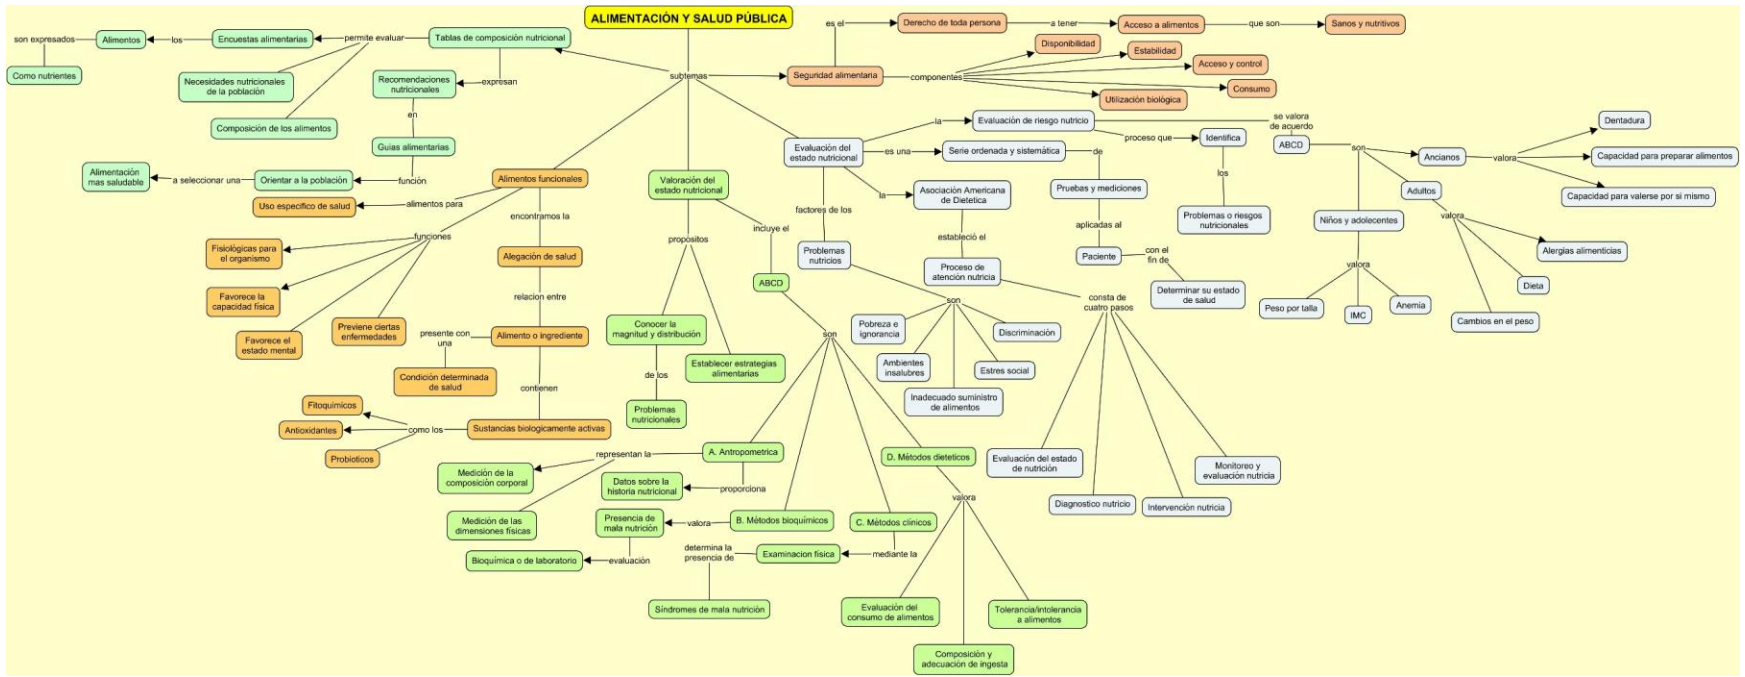 ALIMENTACIÓN Y SALUD PÚBLICA
subtemas
Tablas de composición nutricional
permite evaluar
Encuestas alimentarias
los
Alimentos
son expresados
Como nutrientes
Necesidades nutricionales
de la población
Composición de los alimentos
expresan
Recomendaciones
nutricionales
en
Guias alimentarias
función
Orientar a la población
a seleccionar una
Alimentación
mas saludable
Seguridad alimentaria
es el
Derecho de toda persona
a tener
Acceso a alimentos
que son
Sanos y nutritivos
componentes
Disponibilidad
Estabilidad
Acceso y control
Consumo
Utilización biológica
Alimentos funcionales
alimentos para
Uso especifico de salud
funciones
Fisiológicas para
el organismo
Favorece la
capacidad física
Favorece el
estado mental
Previene ciertas
enfermedades
encontramos la
Alegación de salud
relacion entre
Alimento o ingrediente
presente con
una
Condición determinada
de salud
contienen
Sustancias biologicamente activas
como los
Fitoquímicos
Antioxidantes
Probioticos
Valoración del
estado nutricional
propósitos
Conocer la
magnitud y distribución
de los
Problemas
nutricionales
Establecer estrategias
alimentarias
incluye el
ABCD
son
A. Antropometrica
representan la
Medición de la
composición corporal
Medición de las
dimensiones físicas
proporciona
Datos sobre la
historia nutricional
B. Métodos bioquímicos
valora
Presencia de
mala nutrición
evaluación
Bioquímica o de laboratorio
C. Métodos clinicos
mediante la
Examinacion física
determina la
presencia de
Síndromes de mala nutrición
D. Métodos dieteticos
valora
Evaluación del
consumo de alimentos
Composición y
adecuación de ingesta
Tolerancia/intolerancia
a alimentos
Evaluación del
estado nutricional
la
Evaluación de riesgo nutricio
proceso que
Identifica
los
Problemas o riesgos
nutricionales
se valora
de acuerdo
ABCD
son
Ancianos
valora
Dentadura
Capacidad para preparar alimentos
Capacidad para valerse por si mismo
Adultos
valora
Alergias alimenticias
Dieta
Cambios en el peso
Niños y adolecentes
valora
Peso por talla
IMC
Anemia
es una
Serie ordenada y sistemática
de
Pruebas y mediciones
aplicadas al
Paciente
con el
fin de
Determinar su estado
de salud
la
Asociación Americana
de Dietetica
estableció el
Proceso de
atención nutricia
consta de
cuatro pasos
Evaluación del estado
de nutrición
Diagnostico nutricio
Intervención nutricia
Monitoreo y
evaluación nutricia
factores de los
Problemas
nutricios
son
Pobreza e
ignorancia
Ambientes
insalubres
Inadecuado suministro
de alimentos
Estres social
Discriminación